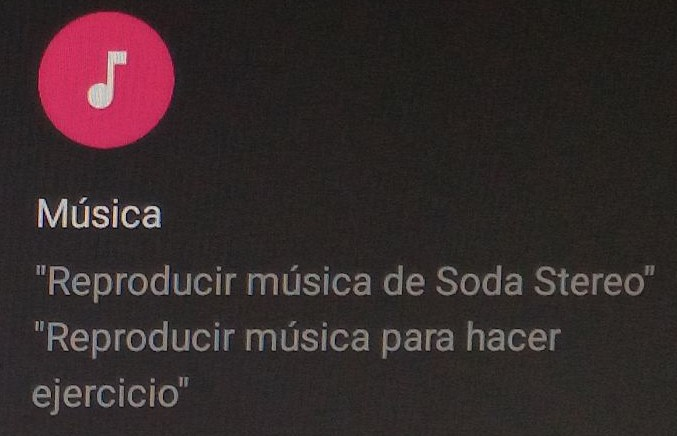 Música
"Reproducir música de Soda Stereo"
"Reproducir música para hacer
ejercicio"